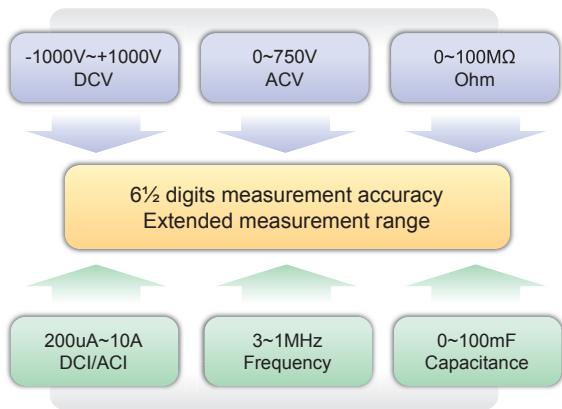 -1000V~+1000V
DCV
0~750V
ACV
0~100MΩ
Ohm
6½ digits measurement accuracy
Extended measurement range
200uA~10A
DCI/ACI
3~1MHz
Frequency
0~100mF
Capacitance